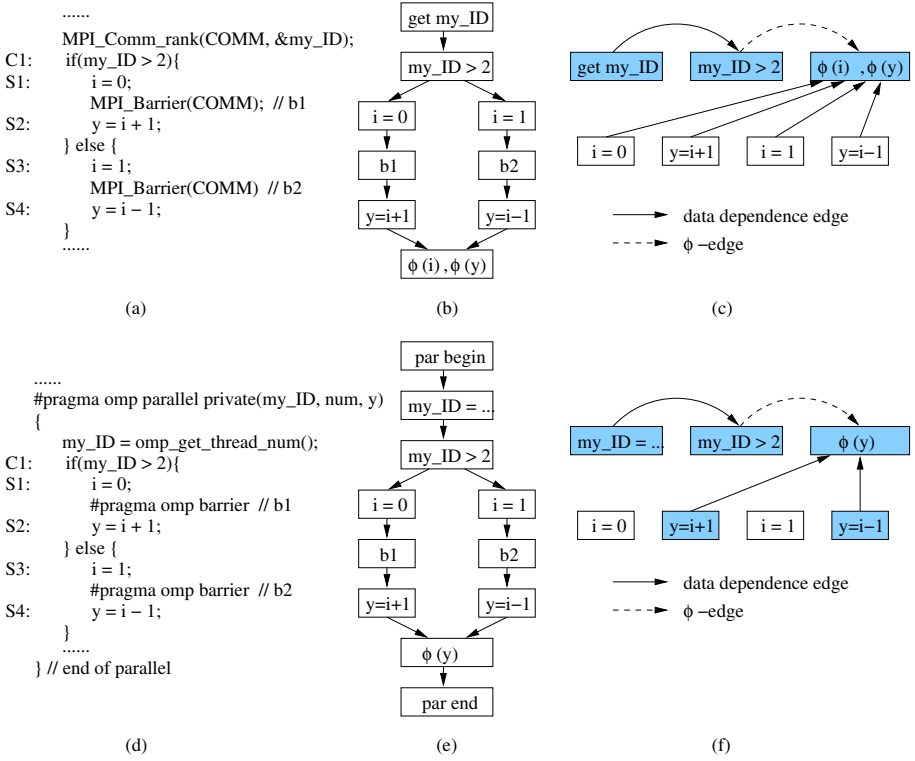 ......
MPI_Comm_rank(COMM, &my_ID);
C1: if(my_ID > 2){
S1: i = 0;
MPI_Barrier(COMM); // b1
S2: y = i + 1;
} else {
S3: i = 1;
MPI_Barrier(COMM) // b2
S4: y = i − 1;
}
......
(a)
get my_ID
my_ID > 2
i = 0
i = 1
b1
b2
y=i+1
y=i−1
ϕ (i) , ϕ (y)
(b)
get my_ID
my_ID > 2
ϕ (i) , ϕ (y)
i = 0
y=i+1
i = 1
y=i−1
data dependence edge
ϕ −edge
(c)
......
#pragma omp parallel private(my_ID, num, y)
{
my_ID = omp_get_thread_num();
C1: if(my_ID > 2){
S1: i = 0;
#pragma omp barrier // b1
S2: y = i + 1;
} else {
S3: i = 1;
#pragma omp barrier // b2
S4: y = i − 1;
}
......
} // end of parallel
(d)
par begin
my_ID = ...
my_ID > 2
i = 0
i = 1
b1
b2
y=i+1
y=i−1
ϕ (y)
par end
(e)
my_ID = ...
my_ID > 2
ϕ (y)
i = 0
y=i+1
i = 1
y=i−1
data dependence edge
ϕ −edge
(f)